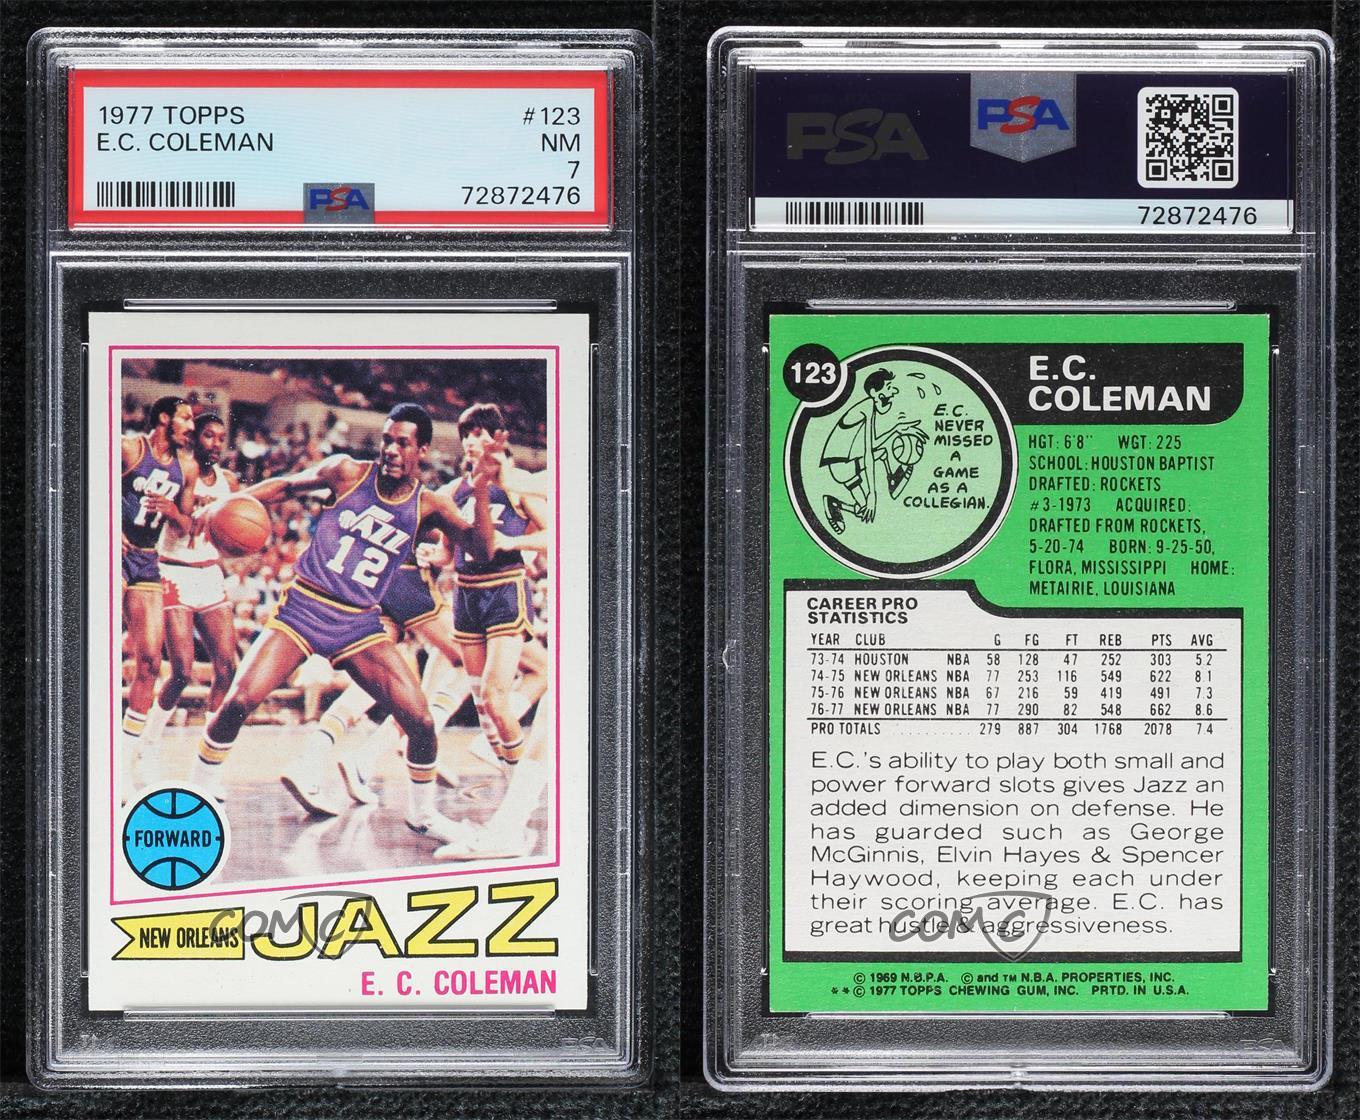 1977 TOPPS #123
E.C. COLEMAN NM
7
PSA 72872476
JAZZ
12
FORWARD
NEW ORLEANS JAZZ
E. C. COLEMAN
COMC
PSA
PSA PSA
72872476
123
E.C.
COLEMAN
E.C.
NEVER
MISSED
A
GAME
AS A
COLLEGIAN.
HGT: 6'8" WGT: 225
SCHOOL: HOUSTON BAPTIST
DRAFTED: ROCKETS
#3-1973 ACQUIRED:
DRAFTED FROM ROCKETS,
5-20-74 BORN: 9-25-50,
FLORA, MISSISSIPPI HOME:
METAIRIE, LOUISIANA
CAREER PRO
STATISTICS
YEAR CLUB G FG FT REB PTS AVG
73-74 HOUSTON NBA 58 128 47 252 303 5.2
74-75 NEW ORLEANS NBA 77 253 116 549 622 8.1
75-76 NEW ORLEANS NBA 67 216 59 419 491 7.3
76-77 NEW ORLEANS NBA 77 290 82 548 662 8.6
PRO TOTALS .......... 279 887 304 1768 2078 7.4
E.C.'s ability to play both small and
power forward slots gives Jazz an
added dimension on defense. He
has guarded such as George
McGinnis, Elvin Hayes & Spencer
Haywood, keeping each under
their scoring average. E.C. has
great hustle & aggressiveness.
COMC
© 1969 N.B.P.A. © and TM N.B.A. PROPERTIES, INC.
** © 1977 TOPPS CHEWING GUM, INC. PRTD. IN U.S.A.